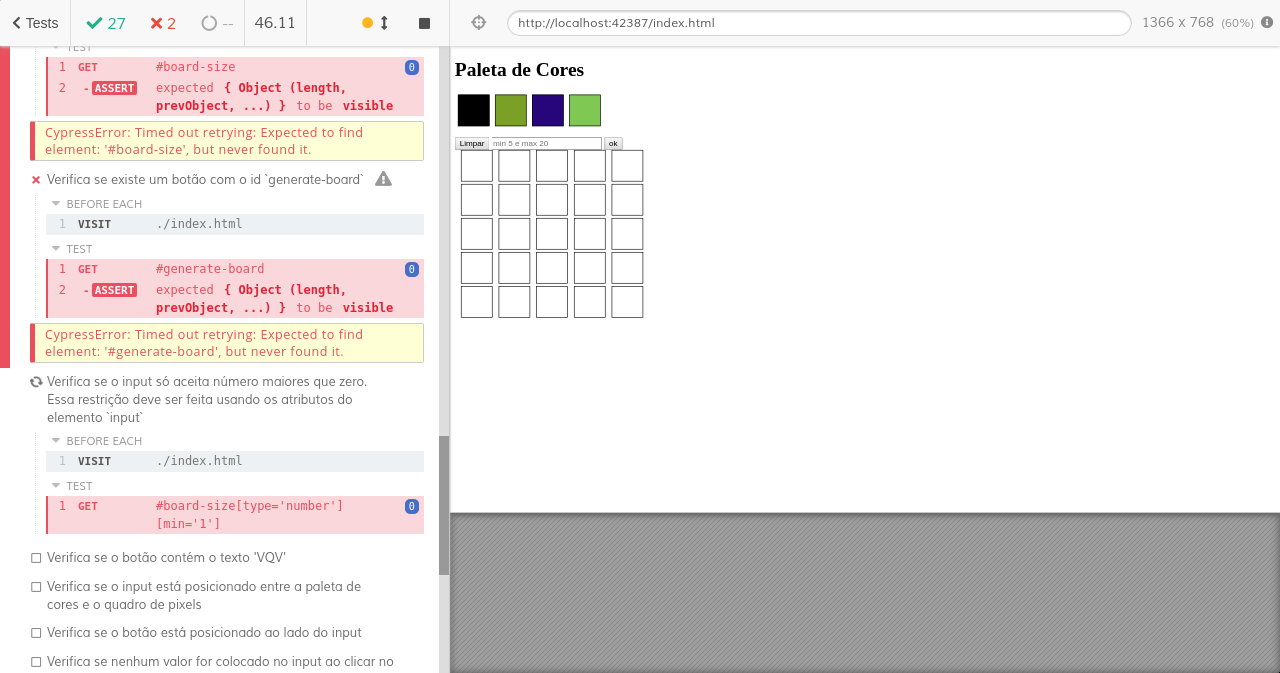 Tests
27
2
--
46.11
http://localhost:42387/index.html
1366 x 768 (60%)
TEST
1 GET #board-size 0
2 -ASSERT expected { Object (length,
prevObject, ...) } to be visible
CypressError: Timed out retrying: Expected to find
element: '#board-size', but never found it.
Verifica se existe um botão com o id `generate-board`
BEFORE EACH
1 VISIT ./index.html
TEST
1 GET #generate-board 0
2 -ASSERT expected { Object (length,
prevObject, ...) } to be visible
CypressError: Timed out retrying: Expected to find
element: '#generate-board', but never found it.
Verifica se o input só aceita número maiores que zero.
Essa restrição deve ser feita usando os atributos do
elemento `input`
BEFORE EACH
1 VISIT ./index.html
TEST
1 GET #board-size[type='number'] 0
[min='1']
Verifica se o botão contém o texto 'VQV'
Verifica se o input está posicionado entre a paleta de
cores e o quadro de pixels
Verifica se o botão está posicionado ao lado do input
Verifica se nenhum valor for colocado no input ao clicar no
Paleta de Cores
Limpar min 5 e max 20 ok